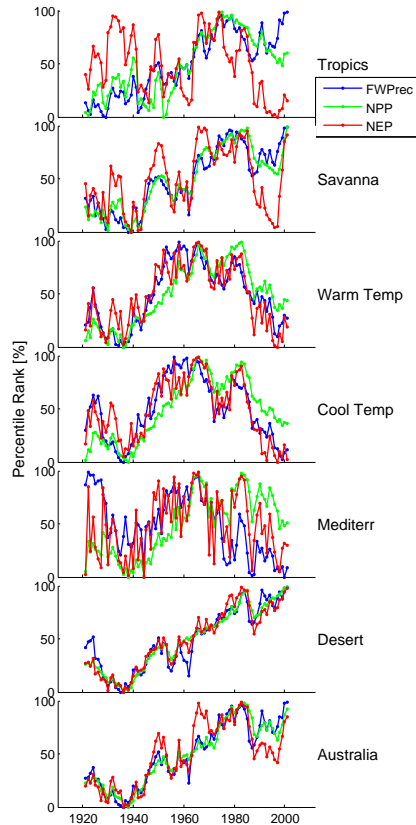 100
50
0
Tropics
FWPrec
NPP
NEP
100
50
0
Savanna
100
50
0
Warm Temp
100
50
0
Cool Temp
Percentile Rank [%]
100
50
0
Mediterr
100
50
0
Desert
100
50
0
Australia
1920 1940 1960 1980 2000